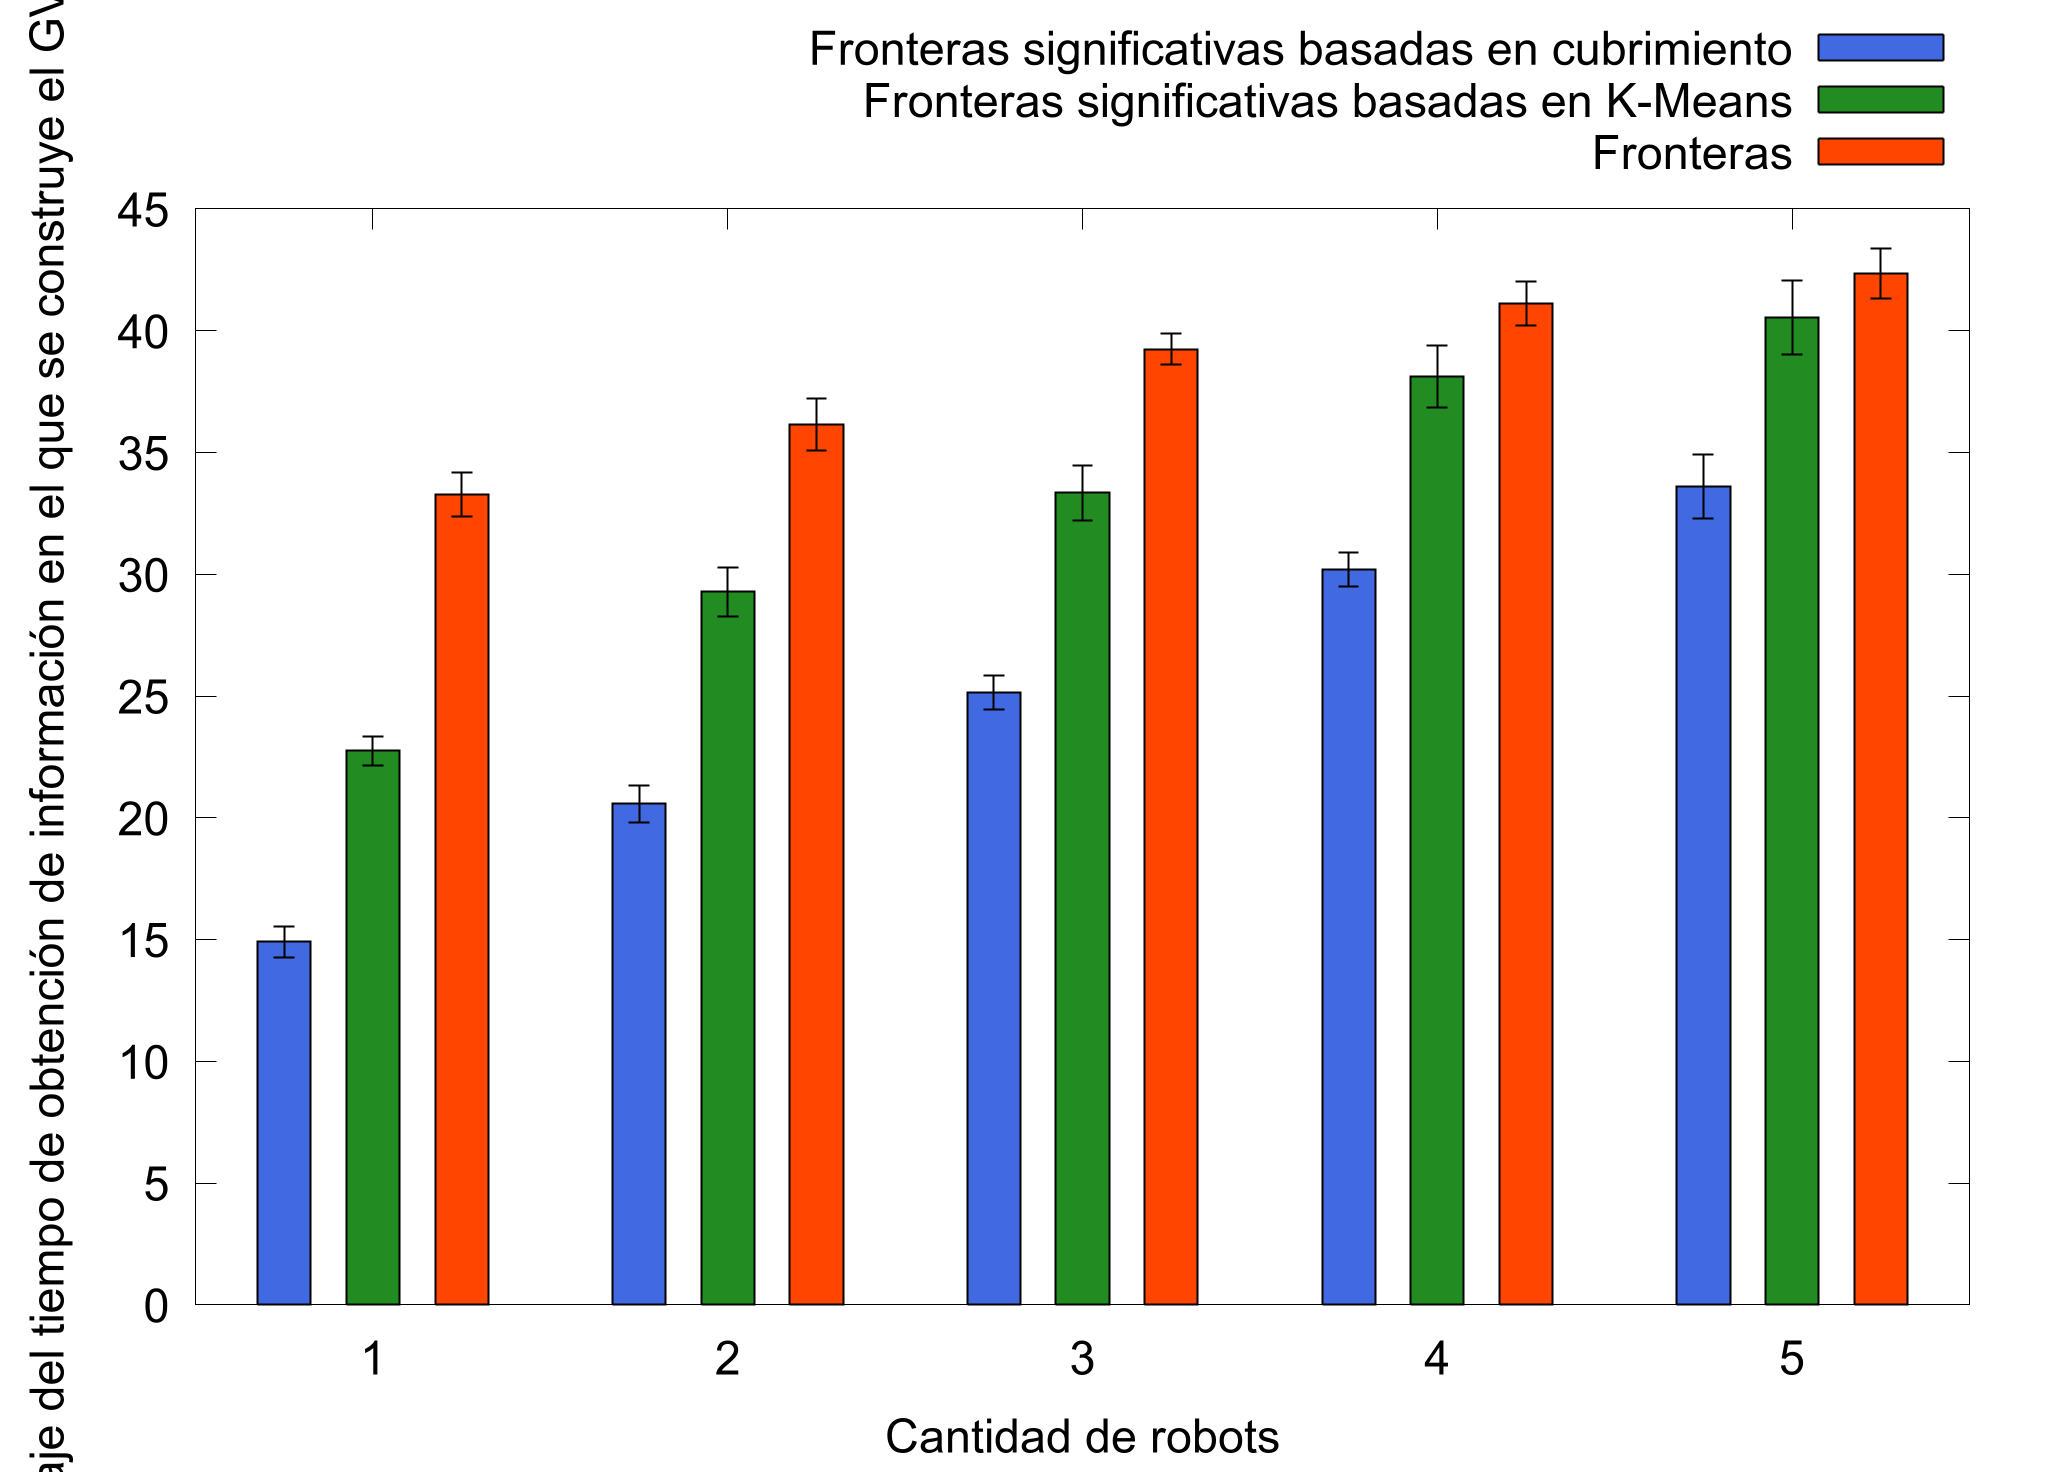 Fronteras significativas basadas en cubrimiento
Fronteras significativas basadas en K-Means
Fronteras
del tiempo de obtención de información en el que se construye el
45
40
35
30
25
20
15
10
5
0
1 2 3 4 5
Cantidad de robots